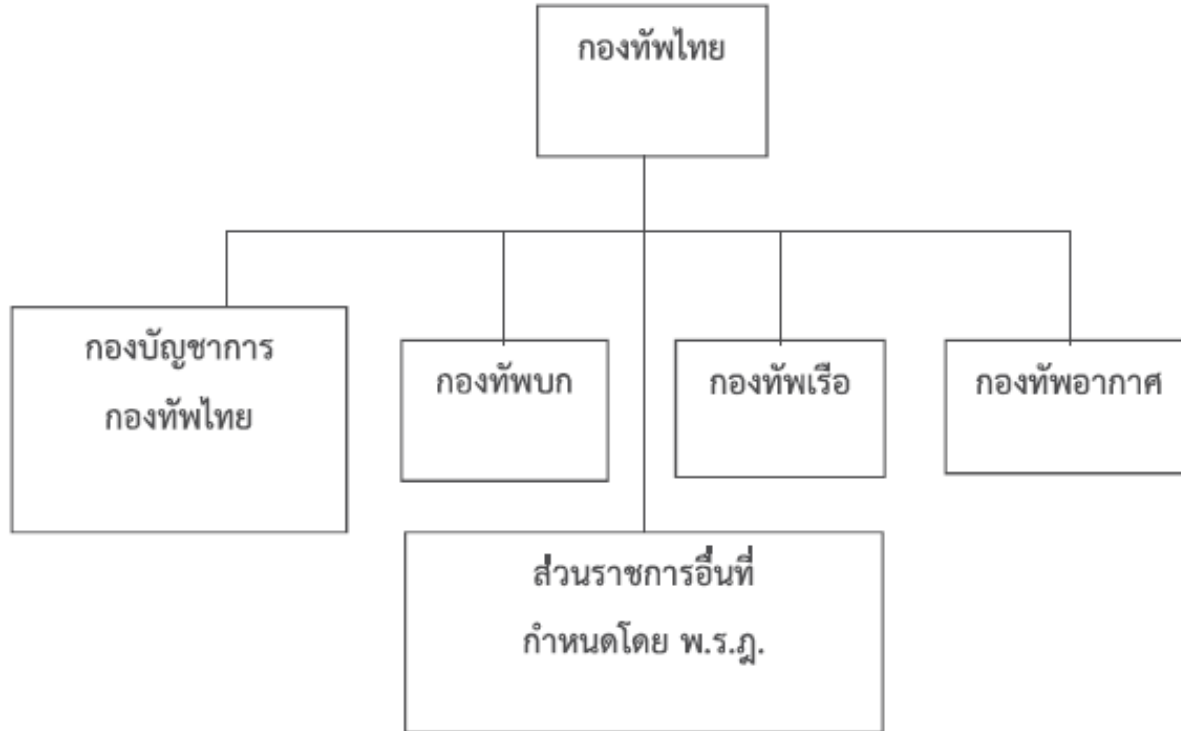 กองทัพไทย
กองบัญชาการ
กองทัพไทย
กองทัพบก
กองทัพเรือ
กองทัพอากาศ
ส่วนราชการอื่นที่
กำหนดโดย พ.ร.ฎ.